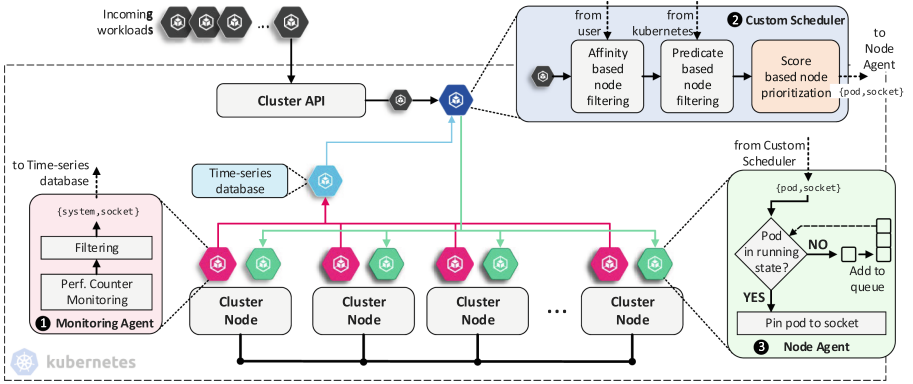 Incoming
workloads
...
Cluster API
from
user
from
kubernetes
2 Custom Scheduler
Affinity
based
node
filtering
Predicate
based
node
filtering
Score
based node
prioritization
to
Node
Agent
{pod,socket}
Time-series
database
to Time-series
database
{system,socket}
Filtering
Perf. Counter
Monitoring
1 Monitoring Agent
Cluster
Node
Cluster
Node
Cluster
Node
...
Cluster
Node
from Custom
Scheduler
{pod,socket}
Pod
in running
state?
NO
Add to
queue
YES
Pin pod to socket
3 Node Agent
kubernetes